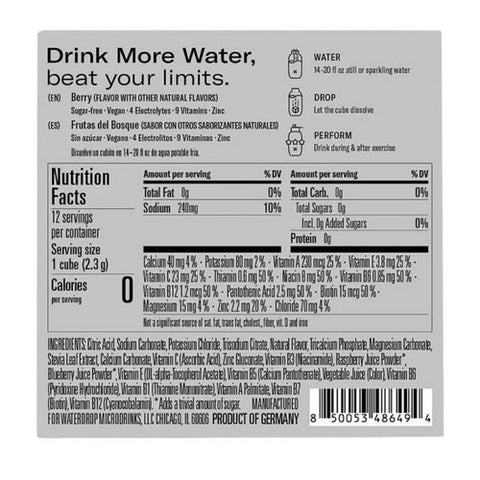 Drink More Water,
beat your limits.
(EN) Berry (FLAVOR WITH OTHER NATURAL FLAVORS)
Sugar-free • Vegan • 4 Electrolytes • 9 Vitamins • Zinc
(ES) Frutas del Bosque (SABOR CON OTROS SABORIZANTES NATURALES)
Sin azúcar • Vegano • 4 Electrolytes • 9 Vitaminas • Zinc
Disuelve un cubito en 14–20 fl oz de agua potable fría.
WATER
14-20 fl oz still or sparkling water
DROP
Let the cube dissolve
PERFORM
Drink during & after exercise
Nutrition
Facts
12 servings
per container
Serving size
1 cube (2.3 g)
Calories 0
per serving
Amount per serving % DV
Total Fat 0g 0%
Sodium 240mg 10%
Amount per serving % DV
Total Carb. 0g 0%
Total Sugars 0g
Incl. 0g Added Sugars 0%
Protein 0g
Calcium 40 mg 4% • Potassium 80 mg 2% • Vitamin A 230 mcg 25% • Vitamin E 3.8 mg 25% •
Vitamin C 23 mg 25% • Thiamin 0.6 mg 50% • Niacin 8 mg 50% • Vitamin B6 0.85 mg 50% •
Vitamin B12 1.2 mcg 50% • Pantothenic Acid 2.5 mg 50% • Biotin 15 mcg 50% •
Magnesium 15 mg 4% • Zinc 2.2 mg 20% • Chloride 70 mg 4%
Not a significant source of sat. fat, trans fat, cholest., fiber, vit. D and iron
INGREDIENTS: Citric Acid, Sodium Carbonate, Potassium Chloride, Trisodium Citrate, Natural Flavor, Tricalcium Phosphate, Magnesium Carbonate,
Stevia Leaf Extract, Calcium Carbonate, Vitamin C (Ascorbic Acid), Zinc Gluconate, Vitamin B3 (Niacinamide), Raspberry Juice Powder*,
Blueberry Juice Powder*, Vitamin E (DL-alpha-Tocopherol Acetate), Vitamin B5 (Calcium Pantothenate), Vegetable Juice (Color), Vitamin B6
(Pyridoxine Hydrochloride), Vitamin B1 (Thiamine Mononitrate), Vitamin A Palmitate, Vitamin B7
(Biotin), Vitamin B12 (Cyanocobalamin). * Adds a trivial amount of sugar. MANUFACTURED
FOR WATERDROP MICRODRINKS, LLC CHICAGO, IL 60606 PRODUCT OF GERMANY
8 50053 48649 4